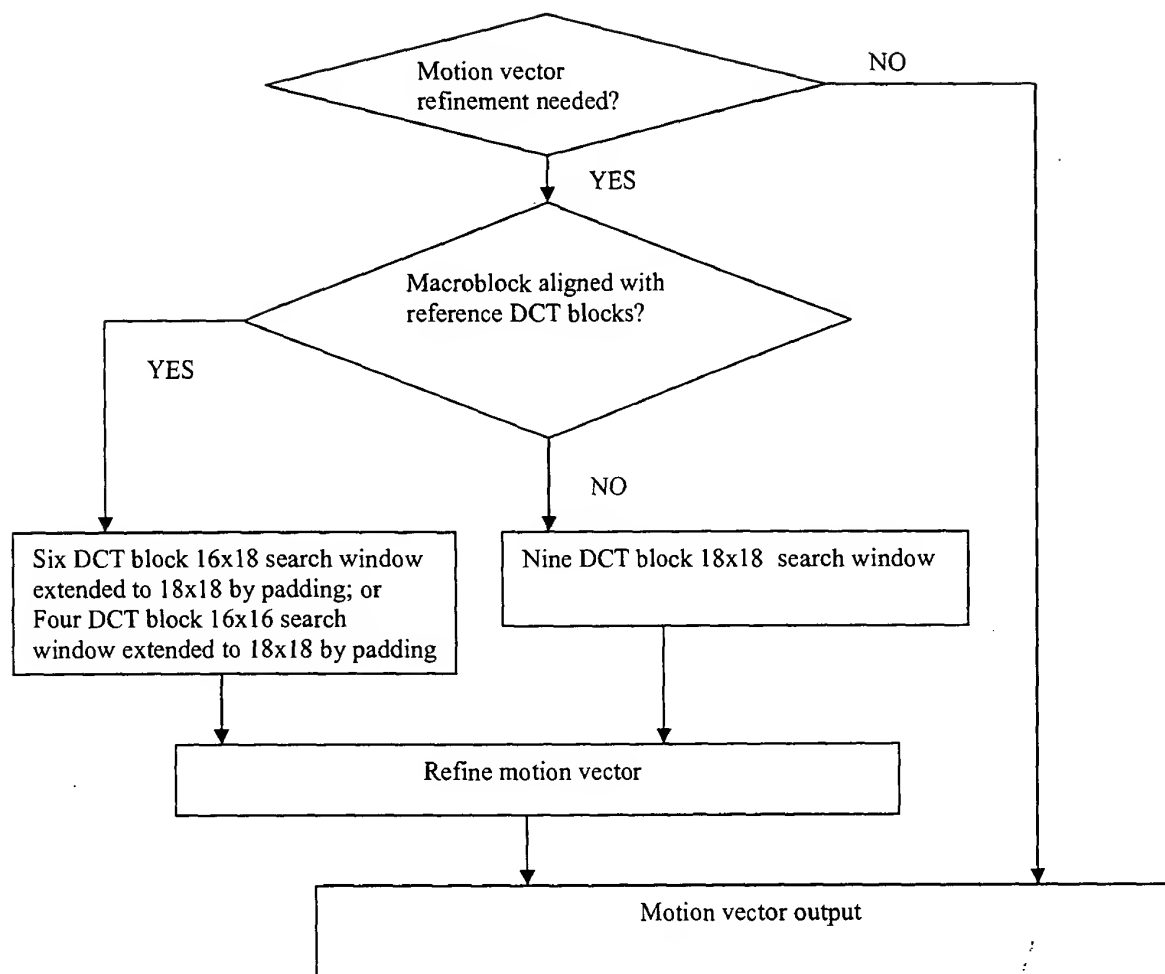 Motion vector
refinement needed?
NO
YES
Macroblock aligned with
reference DCT blocks?
YES
NO
Six DCT block 16x18 search window
extended to 18x18 by padding; or
Four DCT block 16x16 search
window extended to 18x18 by padding
Nine DCT block 18x18 search window
Refine motion vector
Motion vector output